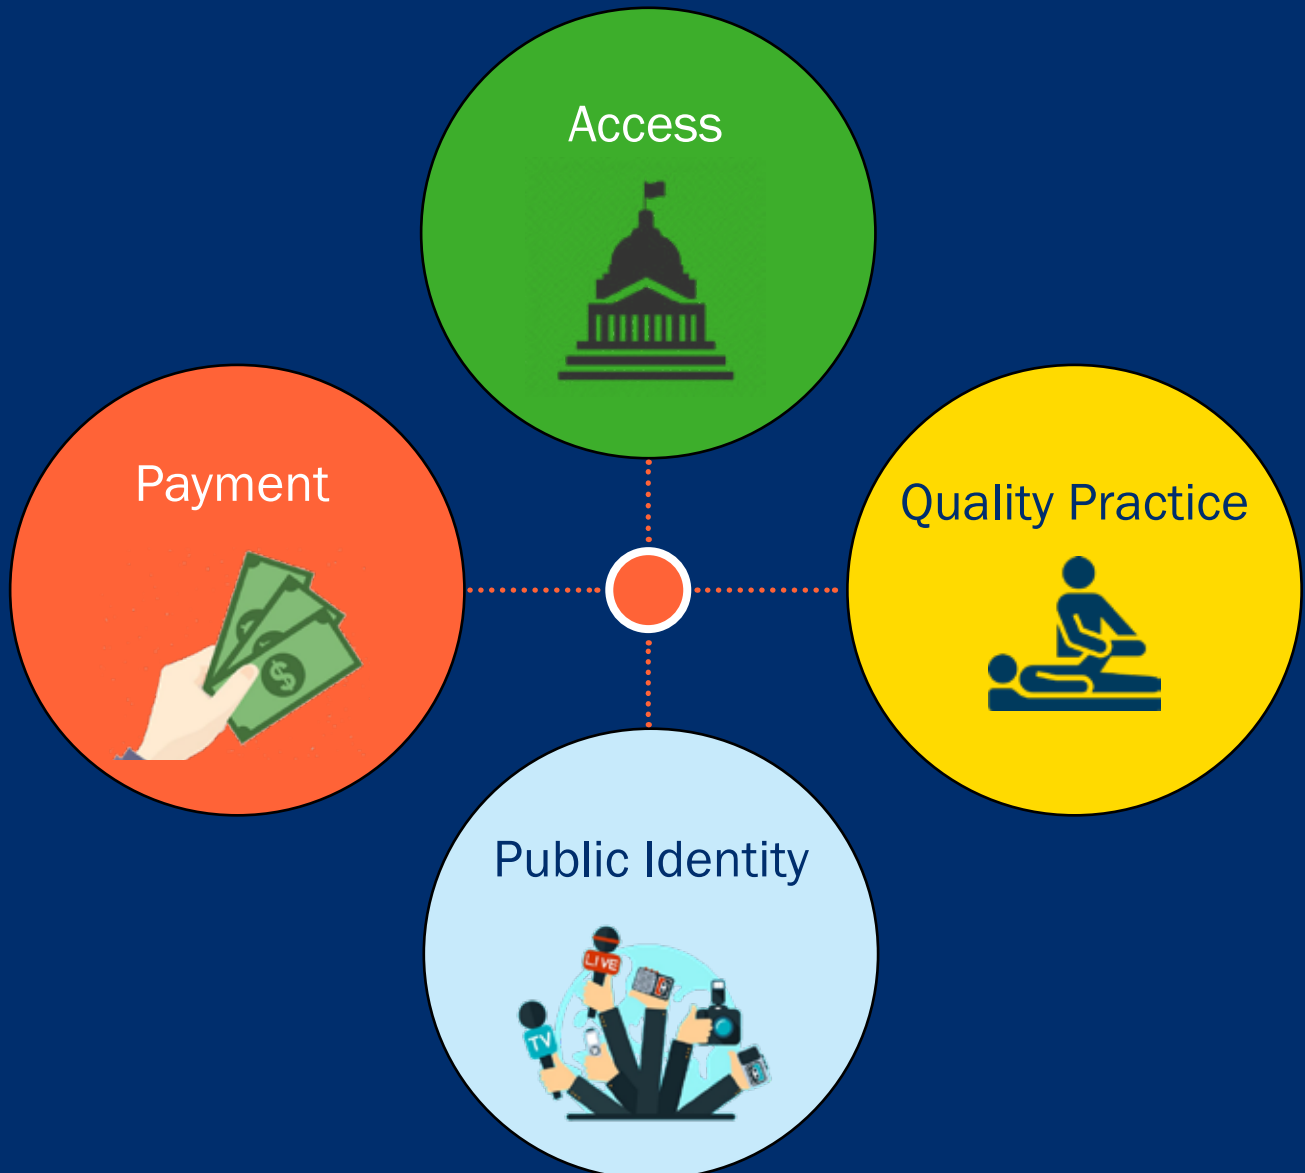 Access
Payment
Quality Practice
Public Identity
LIVE
TV
$